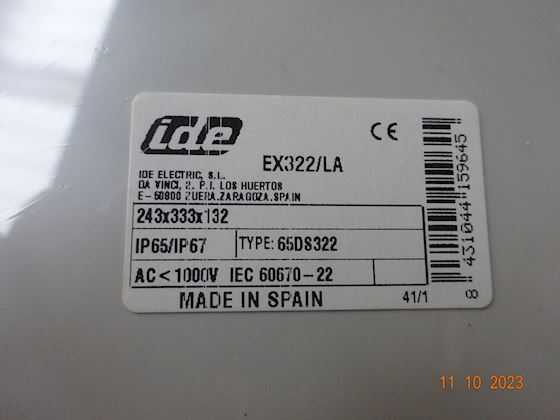 ide
CE
EX322/LA
IDE ELECTRIC, S.L.
DA VINCI, 2. P.I. LOS HUERTOS
E-50800 ZUERA.ZARAGOZA.SPAIN
243x333x132
IP65/IP67 TYPE: 65DS322
AC<1000V IEC 60670-22
MADE IN SPAIN 41/1
8 431044 159645
11 10 2023